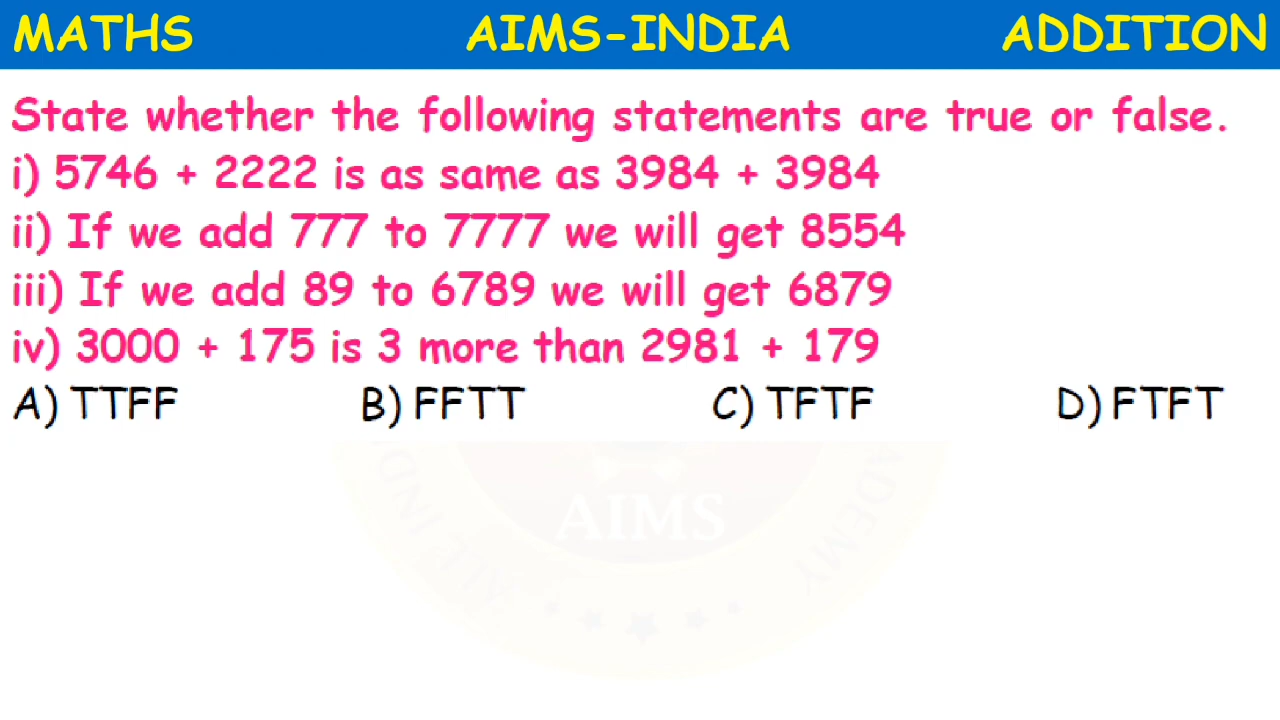 MATHS AIMS-INDIA ADDITION
State whether the following statements are true or false.
i) 5746 + 2222 is as same as 3984 + 3984
ii) If we add 777 to 7777 we will get 8554
iii) If we add 89 to 6789 we will get 6879
iv) 3000 + 175 is 3 more than 2981 + 179
A) TTFF B) FFTT C) TFTF D) FTFT
AIMS